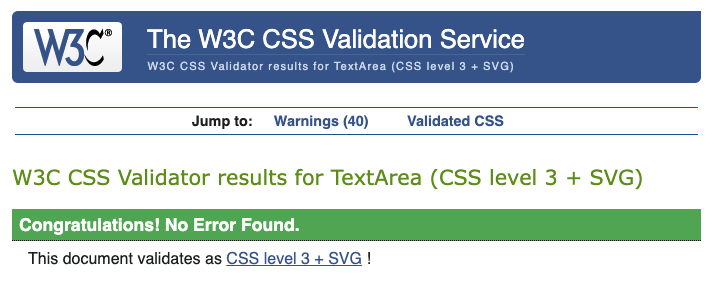 W3C®
The W3C CSS Validation Service
W3C CSS Validator results for TextArea (CSS level 3 + SVG)
Jump to: Warnings (40) Validated CSS
W3C CSS Validator results for TextArea (CSS level 3 + SVG)
Congratulations! No Error Found.
This document validates as CSS level 3 + SVG !